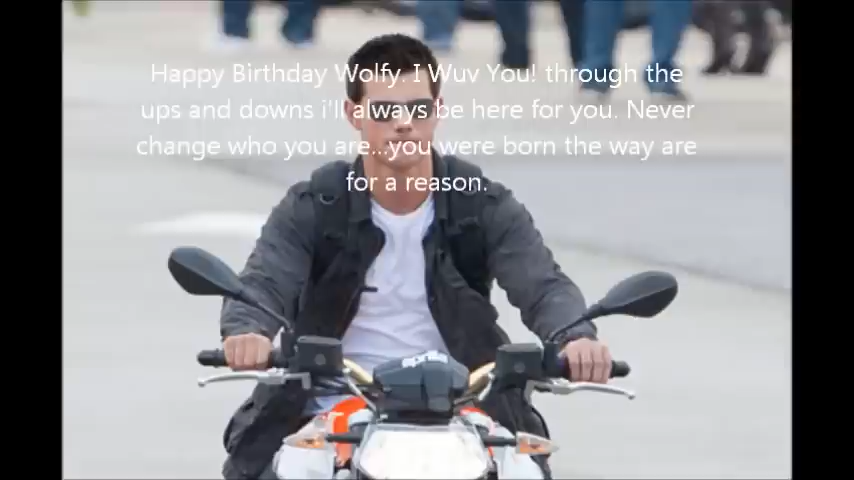 Happy Birthday Wolfy. I Wuv You! through the
ups and downs i'll always be here for you. Never
change who you are...you were born the way are
for a reason.
aprilia